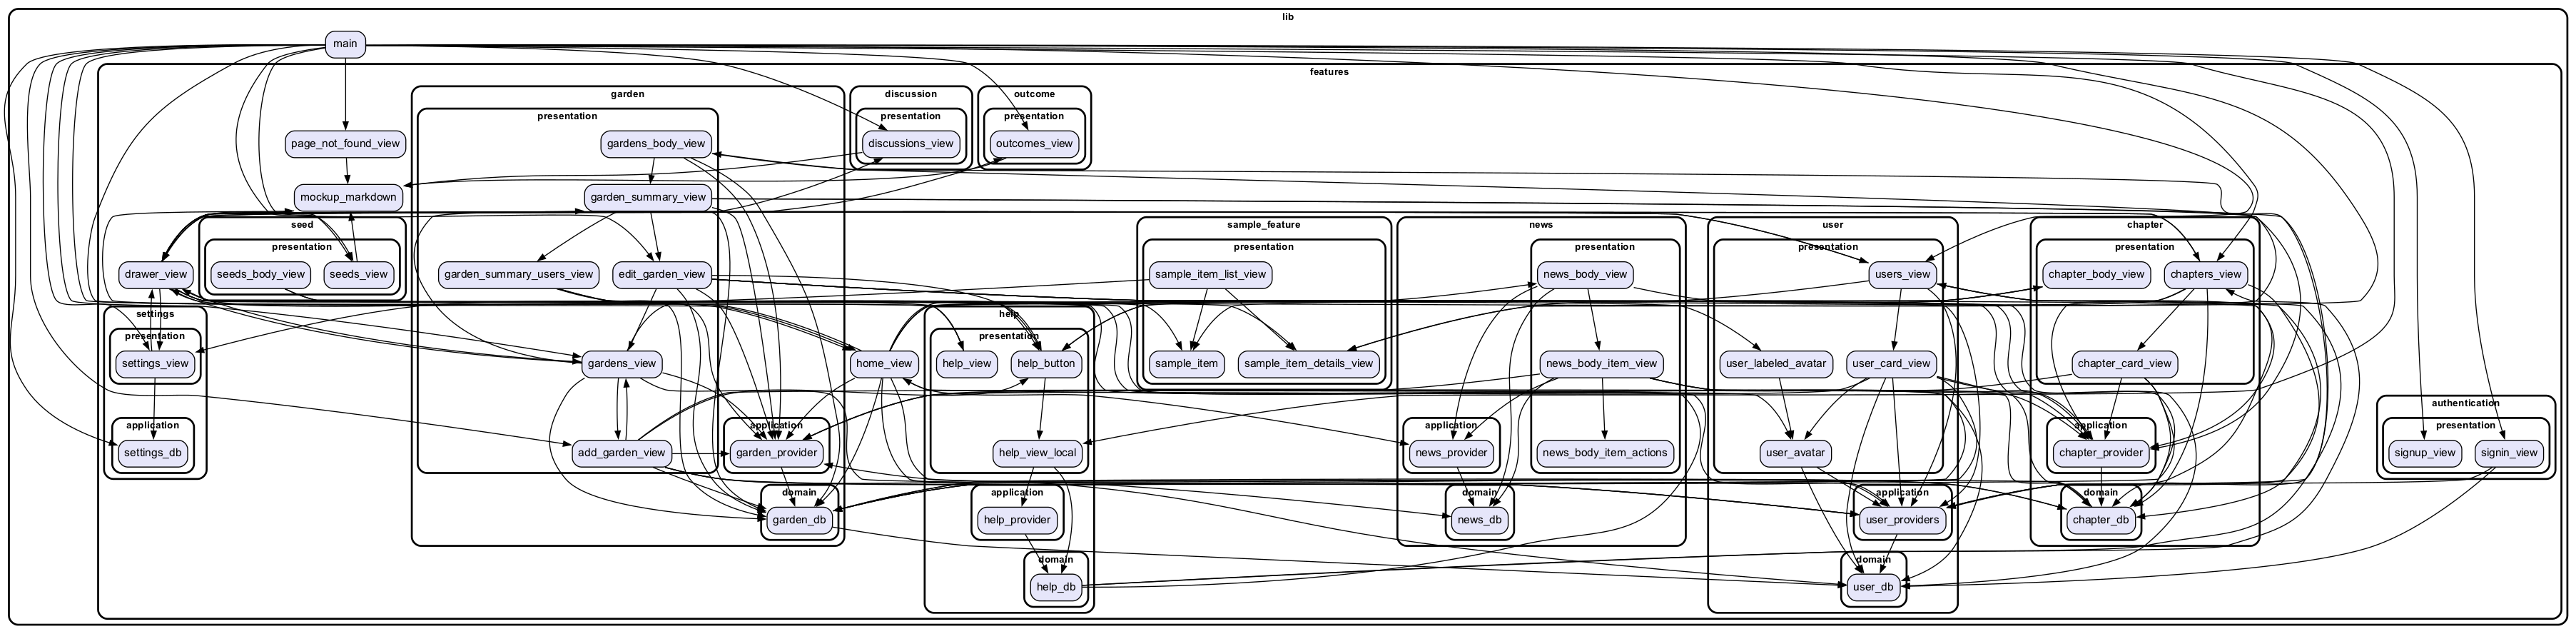 lib
main
features
garden
discussion
outcome
presentation
presentation
presentation
page_not_found_view
gardens_body_view
discussions_view
outcomes_view
mockup_markdown
garden_summary_view
seed
sample_feature
news
user
chapter
presentation
presentation
presentation
presentation
presentation
drawer_view
seeds_body_view
seeds_view
garden_summary_users_view
edit_garden_view
sample_item_list_view
news_body_view
users_view
chapter_body_view
chapters_view
settings
help
presentation
presentation
settings_view
gardens_view
home_view
help_view
help_button
sample_item
sample_item_details_view
news_body_item_view
user_labeled_avatar
user_card_view
chapter_card_view
authentication
application
application
application
application
presentation
settings_db
add_garden_view
garden_provider
help_view_local
news_provider
news_body_item_actions
user_avatar
chapter_provider
signup_view
signin_view
domain
application
domain
application
domain
garden_db
help_provider
news_db
user_providers
chapter_db
domain
domain
help_db
user_db